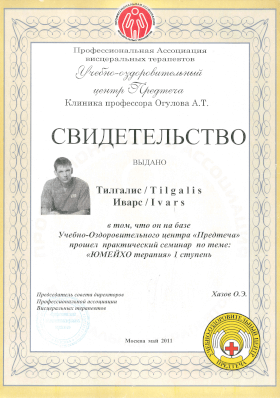 Профессиональная Ассоциация
висцеральных терапевтов
Учебно-оздоровительный
центр Предтеча
Клиника профессора Огулова А.Т.
СВИДЕТЕЛЬСТВО
ВЫДАНО
Тилгалис / Tilgalis
Иварс / Ivars
в том, что он на базе
Учебно-Оздоровительного центра «Предтеча»
прошел практический семинар по теме:
«ЮМЕЙХО терапия» 1 ступень
Председатель совета директоров
Профессиональной ассоциации
Висцеральных терапевтов
Хазов О.Э.
Москва май 2011
ПРЕДТЕЧА